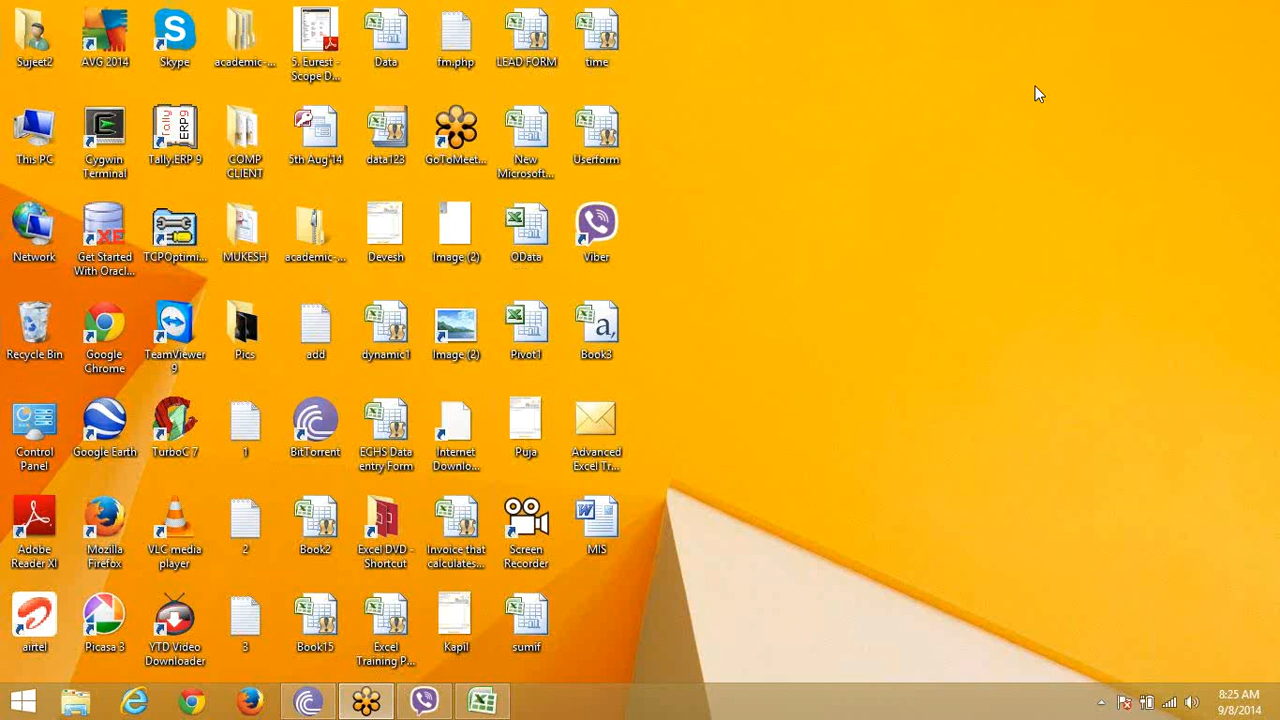 Sujeet2
AVG 2014
Skype
academic-...
5. Eurest -
Scope D...
Data
fm.php
LEAD FORM
time
This PC
Cygwin
Terminal
Tally.ERP 9
COMP
CLIENT
5th Aug'14
data123
GoToMeet...
New
Microsoft...
Userform
Network
Get Started
With Oracl...
TCPOptimi...
MUKESH
academic-...
Devesh
Image (2)
OData
Viber
Recycle Bin
Google
Chrome
TeamViewer
9
Pics
add
dynamic1
Image (2)
Pivot1
Book3
Control
Panel
Google Earth
TurboC 7
1
BitTorrent
ECHS Data
entry Form
Internet
Downlo...
Puja
Advanced
Excel Tr...
Adobe
Reader XI
Mozilla
Firefox
VLC media
player
2
Book2
Excel DVD -
Shortcut
Invoice that
calculates...
Screen
Recorder
MIS
airtel
Picasa 3
YTD Video
Downloader
3
Book15
Excel
Training P...
Kapil
sumif
8:25 AM
9/8/2014